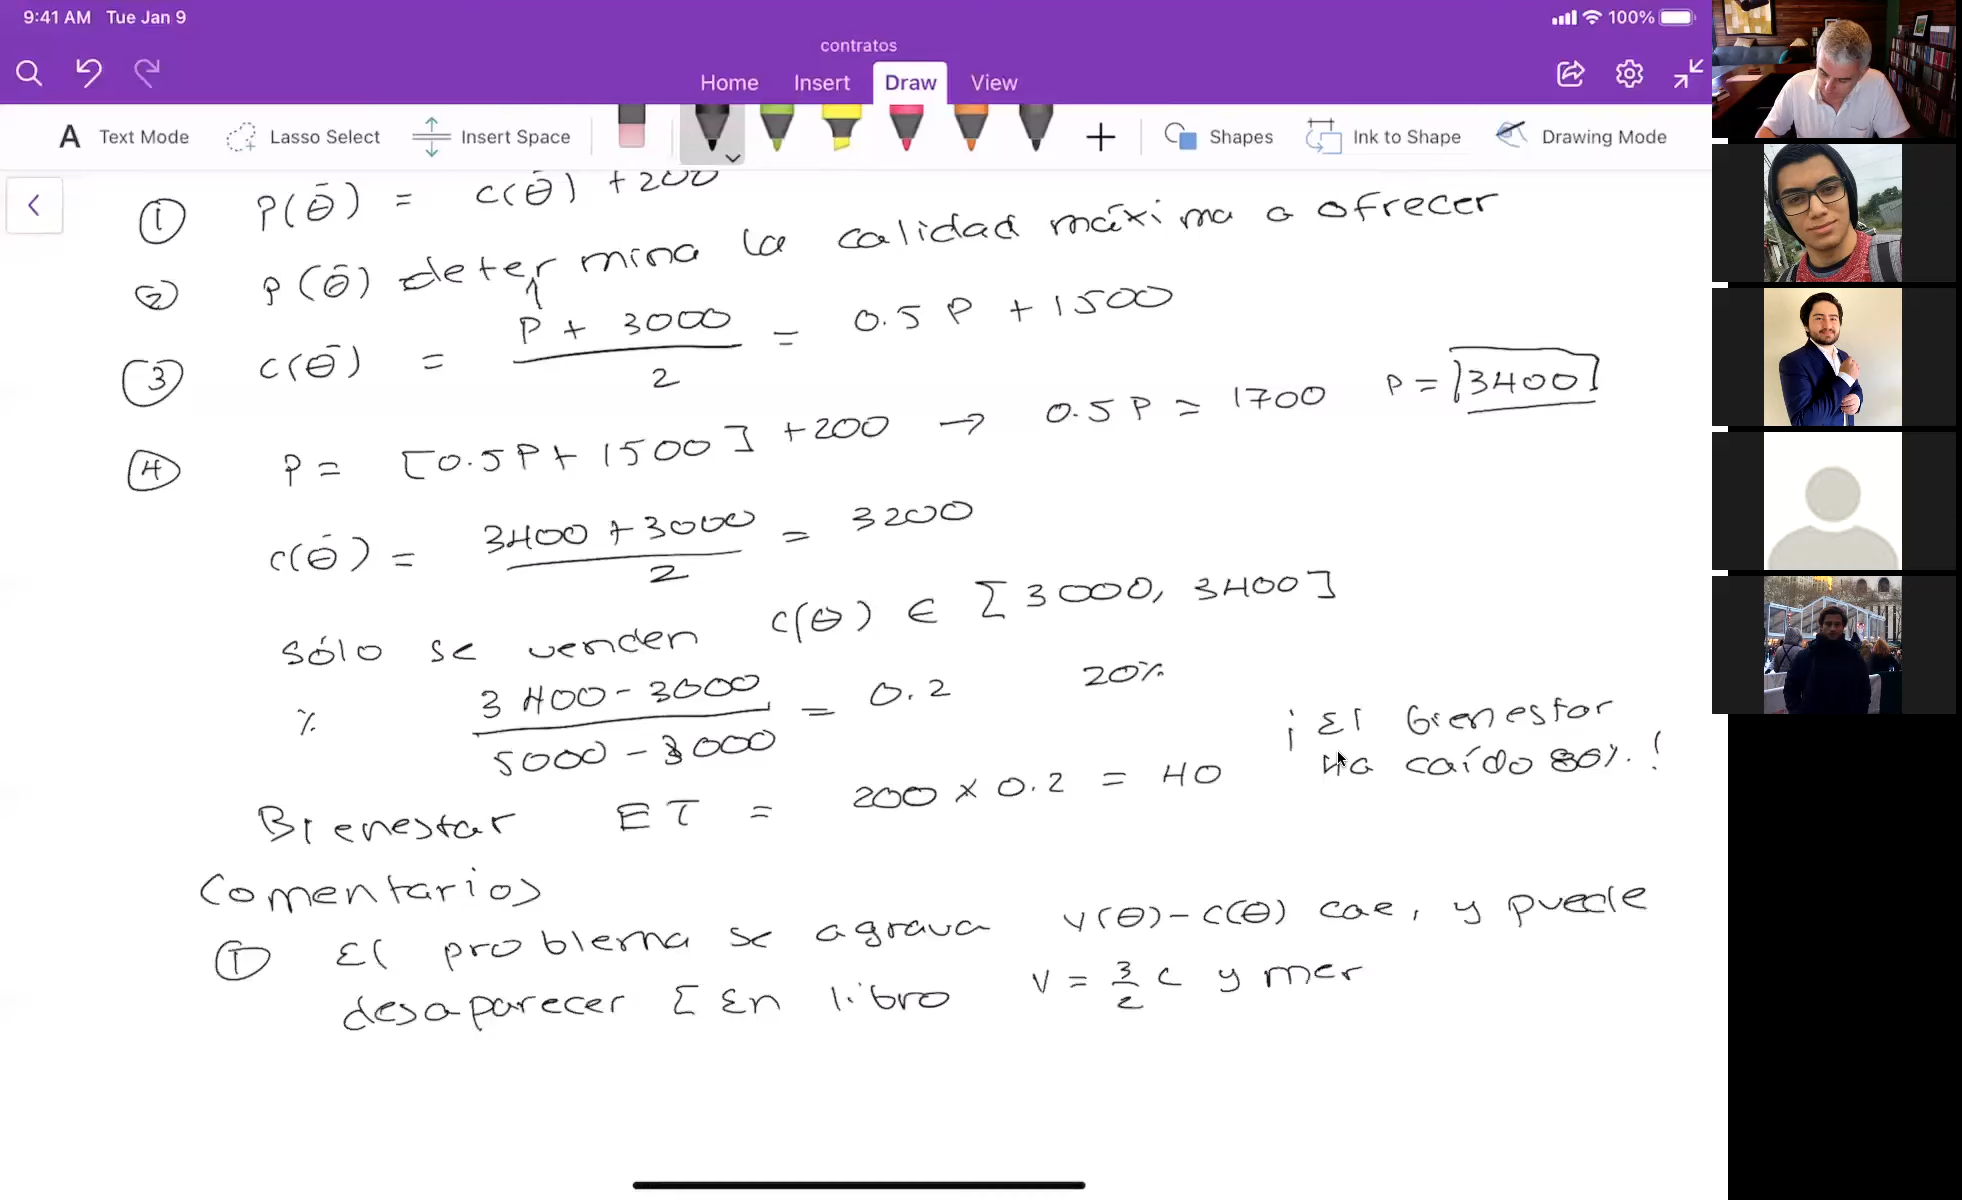 9:41 AM Tue Jan 9
100%
contratos
Home Insert Draw View
A Text Mode Lasso Select Insert Space Shapes Ink to Shape Drawing Mode
① P(θ̄) = c(θ̄) + 200
② P(θ̄) determina la calidad máxima a ofrecer
③ c(θ̄) = (P + 3000)/2 = 0.5 P + 1500
④ P = [0.5P + 1500] + 200 → 0.5 P = 1700 P = [3400]
c(θ̄) = (3400 + 3000)/2 = 3200
sólo se venden c(θ) ∈ [3000, 3400]
% (3400 - 3000)/(5000 - 3000) = 0.2 20%
¡El bienestar
ha caído 80%!
Bienestar ET = 200 × 0.2 = 40
Comentarios
① El problema se agrava v(θ) - c(θ) cae, y puede
desaparecer [En libro v = 3/2 c y mer